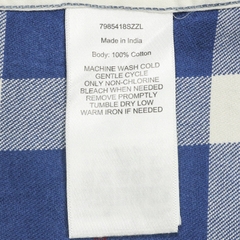 7985418SZZL
Made in India
Body: 100% Cotton
MACHINE WASH COLD
GENTLE CYCLE
ONLY NON-CHLORINE
BLEACH WHEN NEEDED
REMOVE PROMPTLY
TUMBLE DRY LOW
WARM IRON IF NEEDED